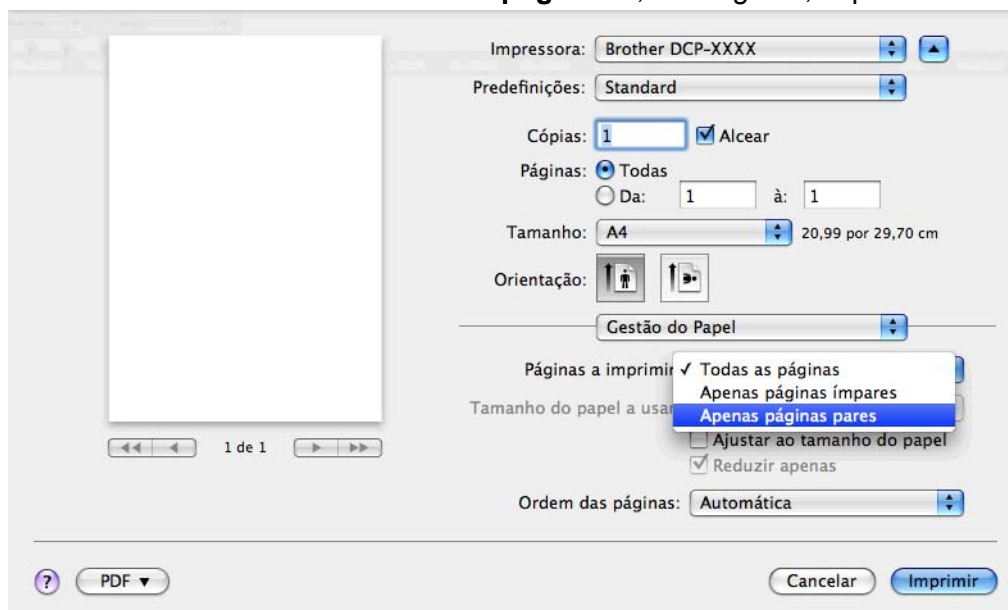 Impressora: Brother DCP-XXXX
Predefinições: Standard
Cópias: 1 Alcear
Páginas: Todas
Da: 1 à: 1
Tamanho: A4 20,99 por 29,70 cm
Orientação:
Gestão do Papel
Páginas a imprimir Todas as páginas
Apenas páginas ímpares
Tamanho do papel a usar Apenas páginas pares
Ajustar ao tamanho do papel
1 de 1
Reduzir apenas
Ordem das páginas: Automática
? PDF Cancelar Imprimir